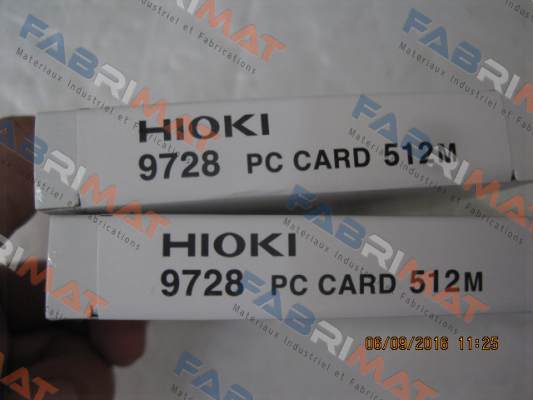 HIOKI
9728 PC CARD 512M
HIOKI
9728 PC CARD 512M
06/09/2016 11:25
FABRIMAT
Materiaux Industriel et Fabrications